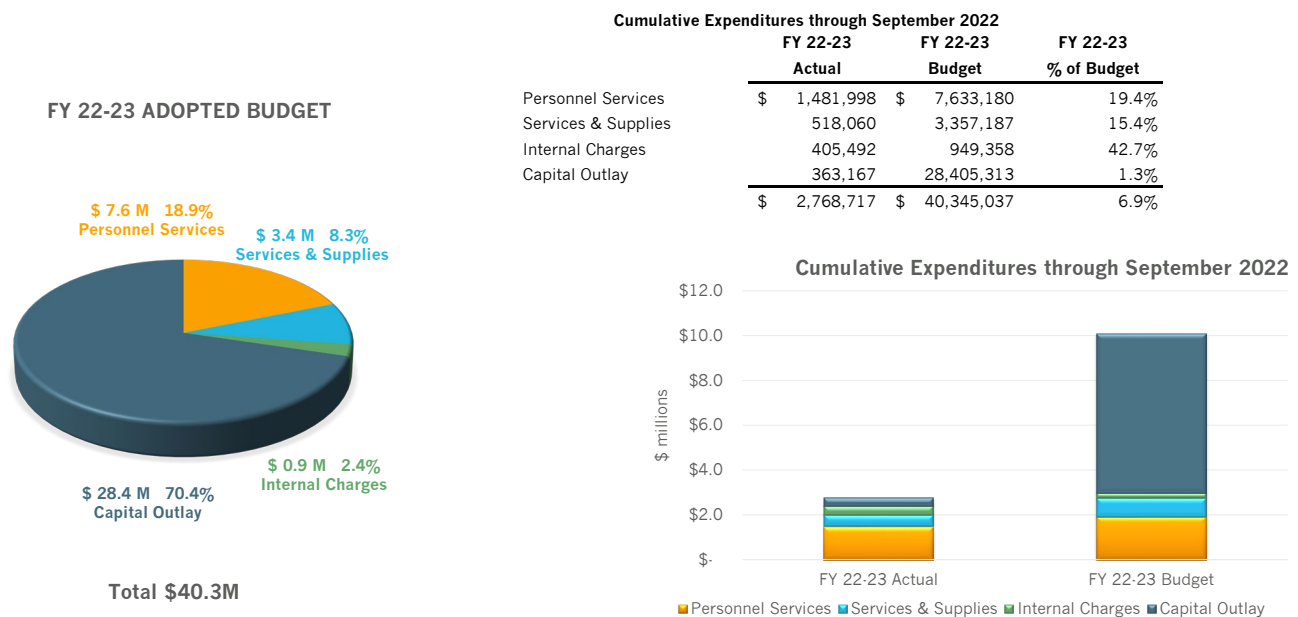 FY 22-23 ADOPTED BUDGET
$ 7.6 M 18.9%
Personnel Services
$ 3.4 M 8.3%
Services & Supplies
$ 0.9 M 2.4%
Internal Charges
$ 28.4 M 70.4%
Capital Outlay
Total $40.3M
Cumulative Expenditures through September 2022
FY 22-23 FY 22-23 FY 22-23
Actual Budget % of Budget
Personnel Services $ 1,481,998 $ 7,633,180 19.4%
Services & Supplies 518,060 3,357,187 15.4%
Internal Charges 405,492 949,358 42.7%
Capital Outlay 363,167 28,405,313 1.3%
$ 2,768,717 $ 40,345,037 6.9%
Cumulative Expenditures through September 2022
$12.0
$10.0
$8.0
$6.0
$4.0
$2.0
$-
$ millions
FY 22-23 Actual FY 22-23 Budget
Personnel Services Services & Supplies Internal Charges Capital Outlay